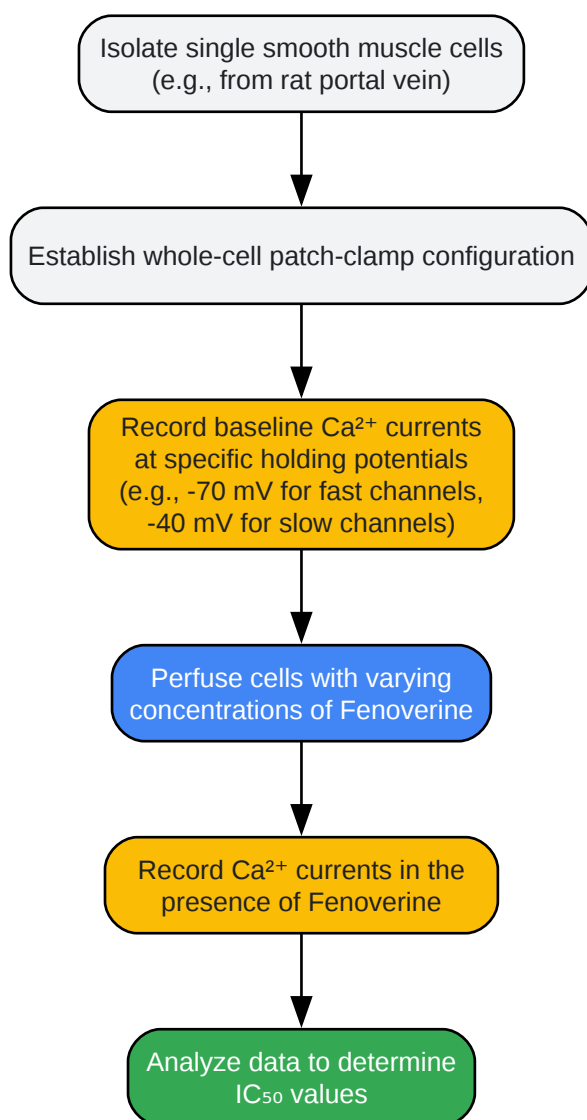 Isolate single smooth muscle cells
(e.g., from rat portal vein)
Establish whole-cell patch-clamp configuration
Record baseline Ca²⁺ currents
at specific holding potentials
(e.g., -70 mV for fast channels,
-40 mV for slow channels)
Perfuse cells with varying
concentrations of Fenoverine
Record Ca²⁺ currents in the
presence of Fenoverine
Analyze data to determine
IC₅₀ values